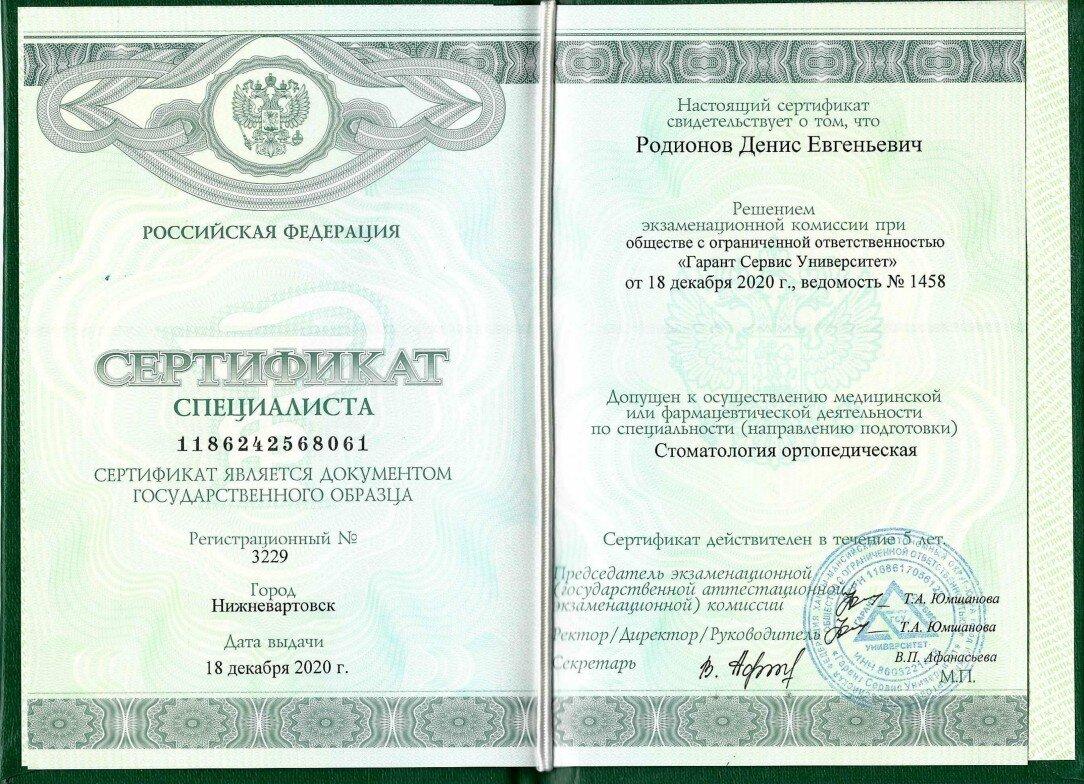 РОССИЙСКАЯ ФЕДЕРАЦИЯ
СЕРТИФИКАТ
СПЕЦИАЛИСТА
1186242568061
СЕРТИФИКАТ ЯВЛЯЕТСЯ ДОКУМЕНТОМ
ГОСУДАРСТВЕННОГО ОБРАЗЦА
Регистрационный №
3229
Город
Нижневартовск
Дата выдачи
18 декабря 2020 г.
Настоящий сертификат
свидетельствует о том, что
Родионов Денис Евгеньевич
Решением
экзаменационной комиссии при
обществе с ограниченной ответственностью
«Гарант Сервис Университет»
от 18 декабря 2020 г., ведомость № 1458
Допущен к осуществлению медицинской
или фармацевтической деятельности
по специальности (направлению подготовки)
Стоматология ортопедическая
Сертификат действителен в течение 5 лет.
Председатель экзаменационной
(государственной аттестационной,
экзаменационной) комиссии
Т.А. Юмшанова
Ректор/Директор/Руководитель
Т.А. Юмшанова
Секретарь
В.П. Афанасьева
М.П.
УНИВЕРСИТЕТ